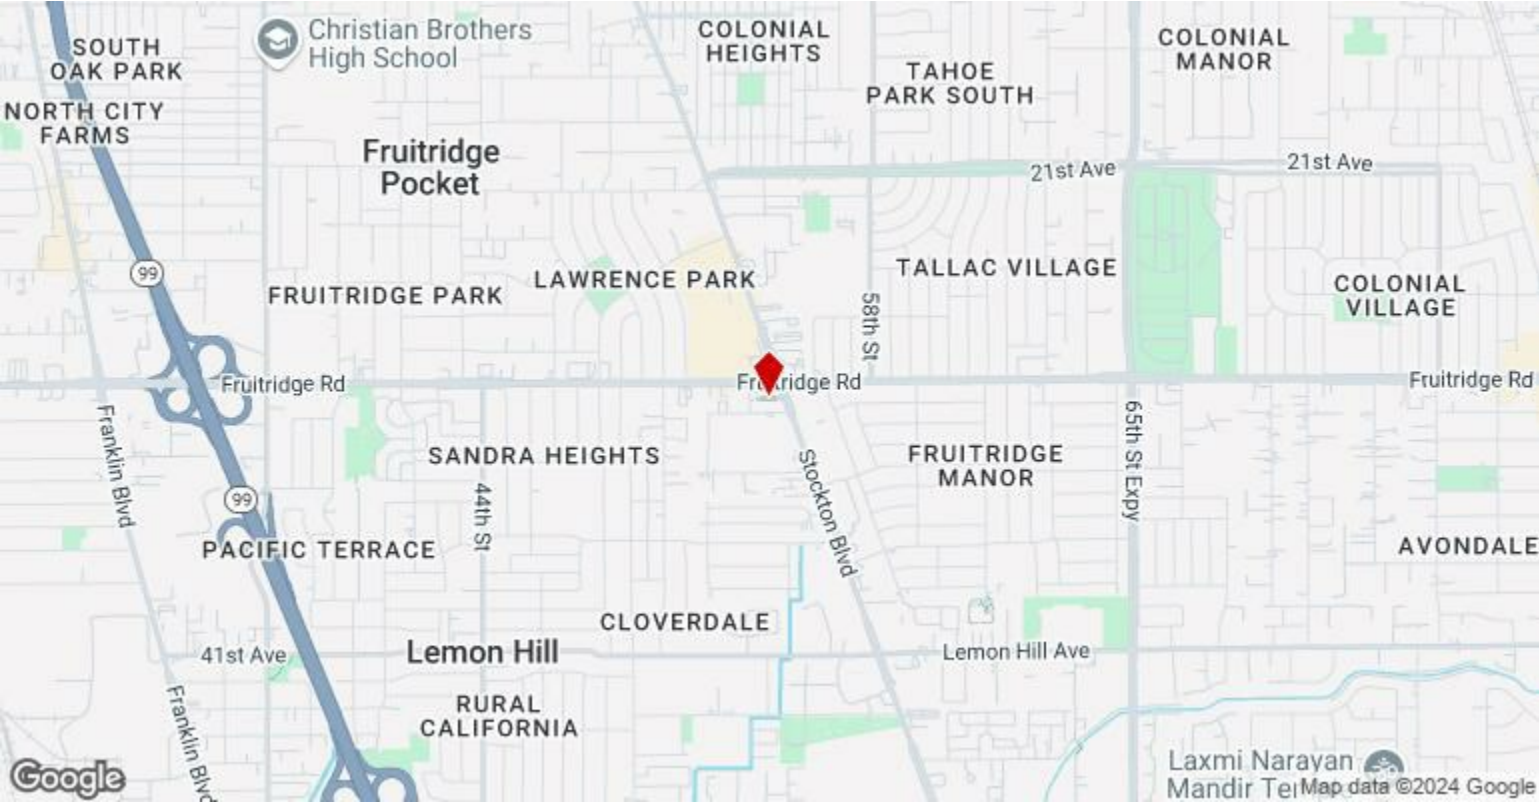 Christian Brothers
High School
COLONIAL
HEIGHTS
COLONIAL
MANOR
SOUTH
OAK PARK
TAHOE
PARK SOUTH
NORTH CITY
FARMS
Fruitridge
Pocket
21st Ave
21st Ave
99
FRUITRIDGE PARK
LAWRENCE PARK
TALLAC VILLAGE
COLONIAL
VILLAGE
58th St
Fruitridge Rd
Fruitridge Rd
Fruitridge Rd
Franklin Blvd
SANDRA HEIGHTS
Stockton Blvd
FRUITRIDGE
MANOR
65th St Expy
99
44th St
PACIFIC TERRACE
AVONDALE
CLOVERDALE
41st Ave
Lemon Hill
Lemon Hill Ave
Franklin Blvd
RURAL
CALIFORNIA
Google
Laxmi Narayan
Mandir Te
Map data ©2024 Google